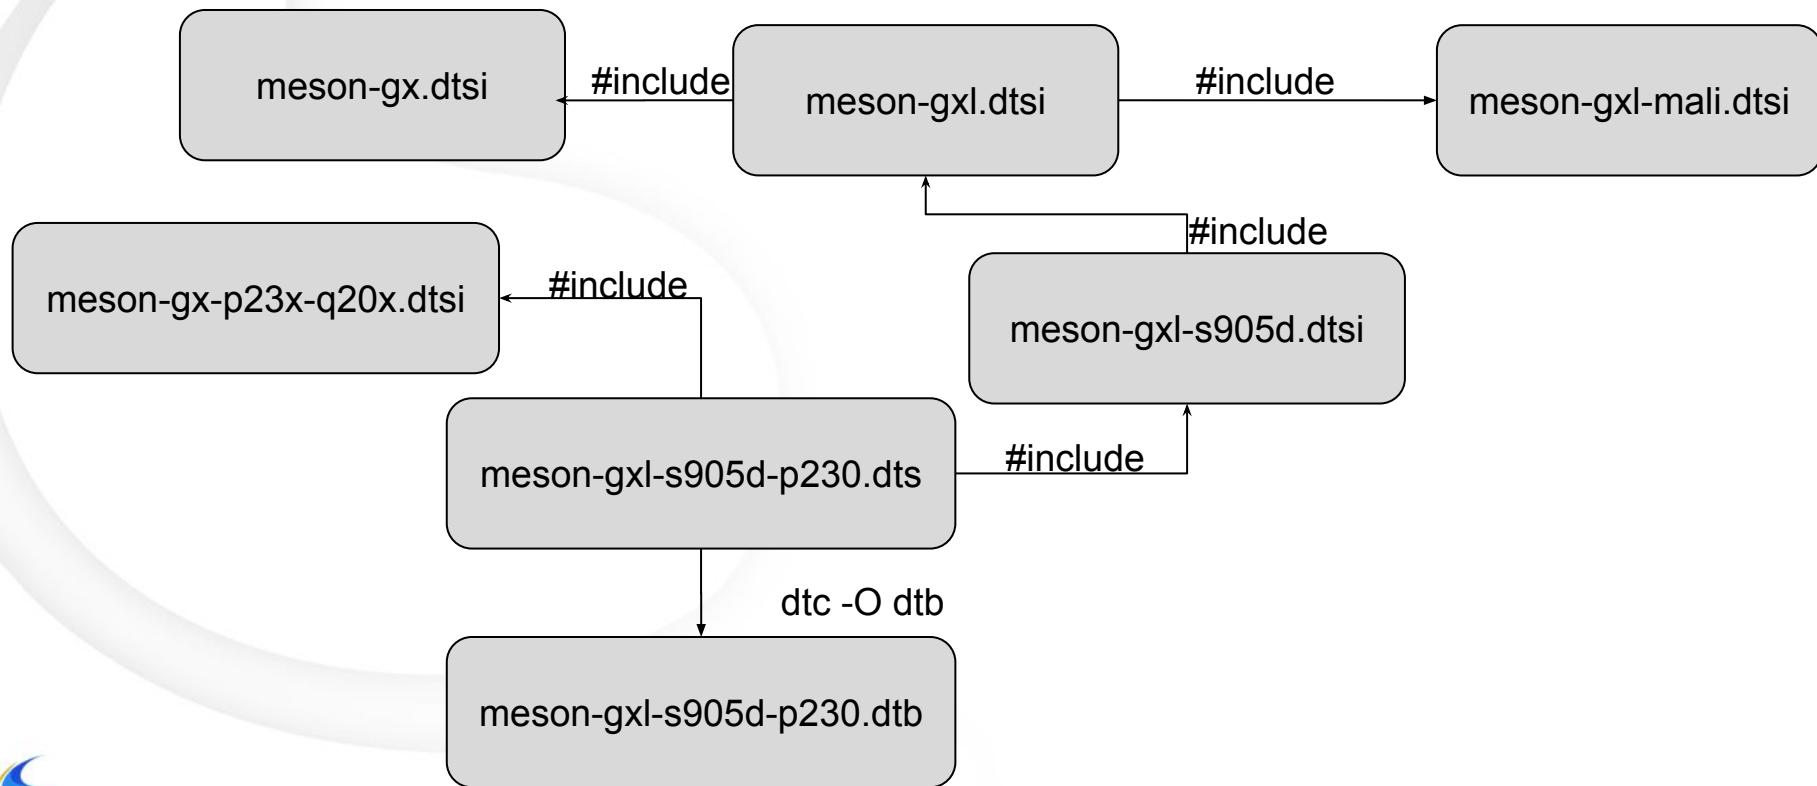 meson-gx.dtsi
#include
meson-gxl.dtsi
#include
meson-gxl-mali.dtsi
#include
meson-gx-p23x-q20x.dtsi
#include
meson-gxl-s905d.dtsi
meson-gxl-s905d-p230.dts
#include
dtc -O dtb
meson-gxl-s905d-p230.dtb